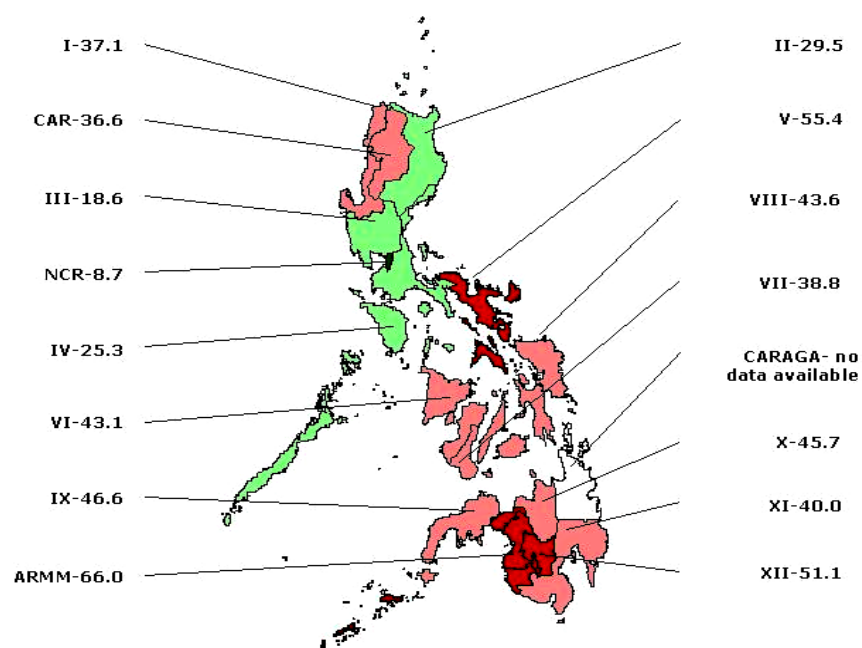 I-37.1
CAR-36.6
III-18.6
NCR-8.7
IV-25.3
VI-43.1
IX-46.6
ARMM-66.0
II-29.5
V-55.4
VIII-43.6
VII-38.8
CARAGA- no
data available
X-45.7
XI-40.0
XII-51.1